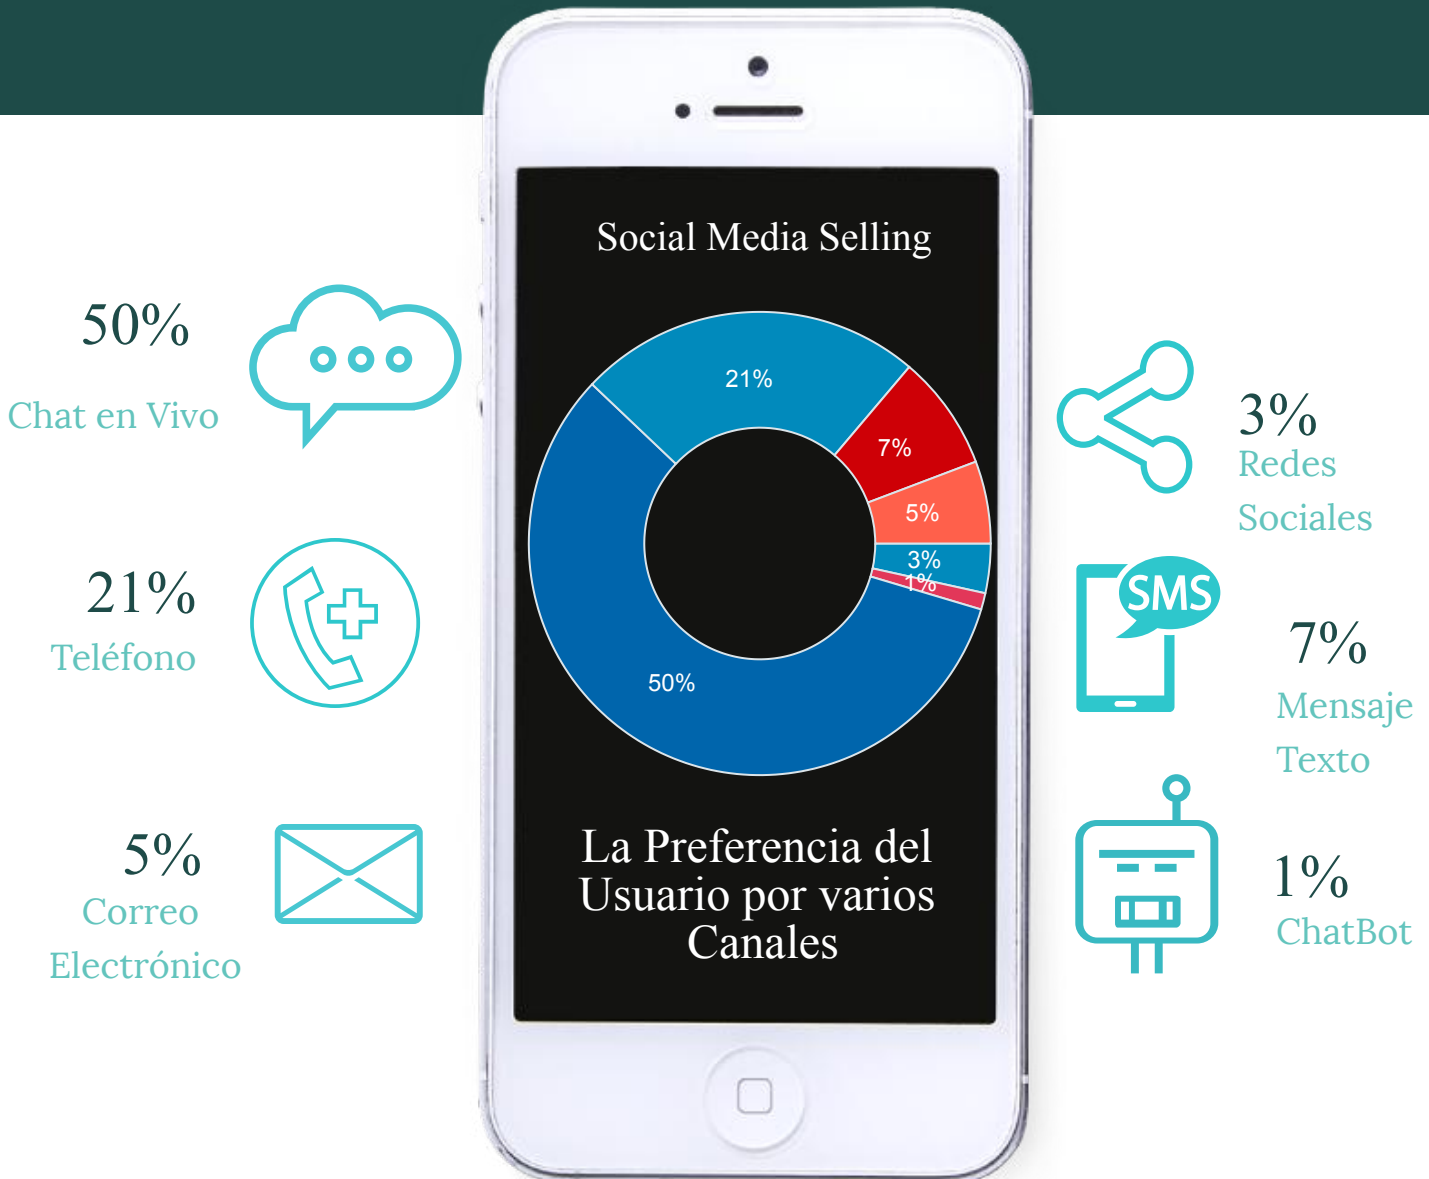 Social Media Selling
50%
Chat en Vivo
21%
Teléfono
5%
Correo
Electrónico
21%
7%
5%
3%
1%
50%
La Preferencia del
Usuario por varios
Canales
3%
Redes
Sociales
SMS
7%
Mensaje
Texto
1%
ChatBot